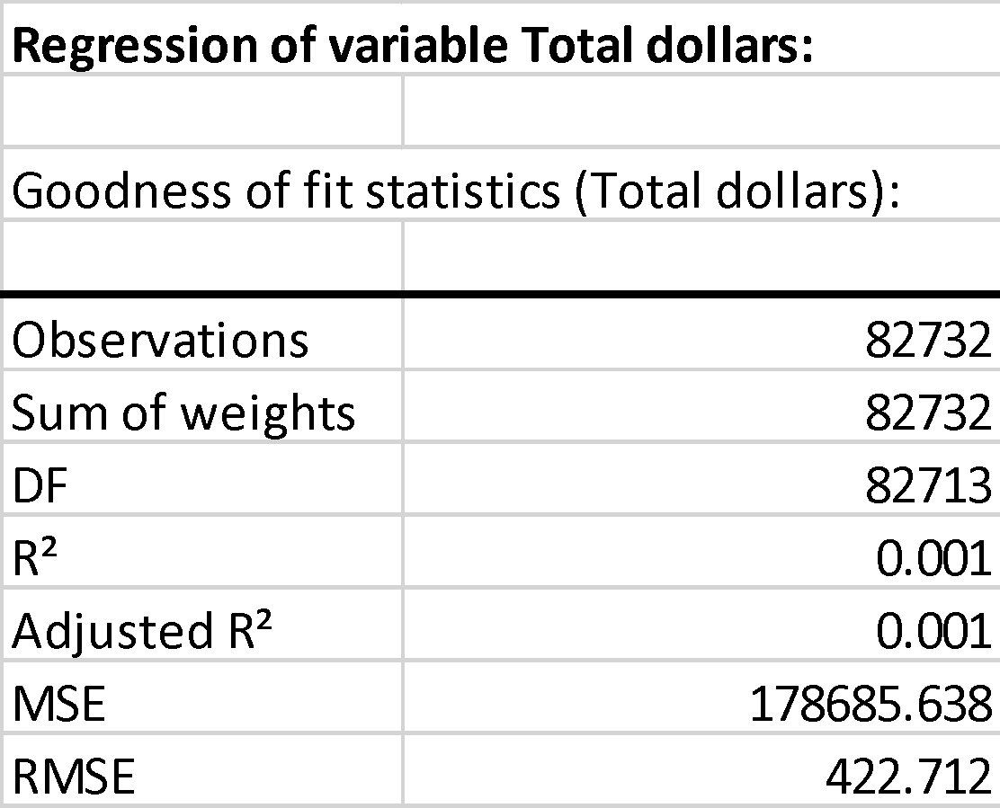 Regression of variable Total dollars:
Goodness of fit statistics (Total dollars):
Observations 82732
Sum of weights 82732
DF 82713
R² 0.001
Adjusted R² 0.001
MSE 178685.638
RMSE 422.712